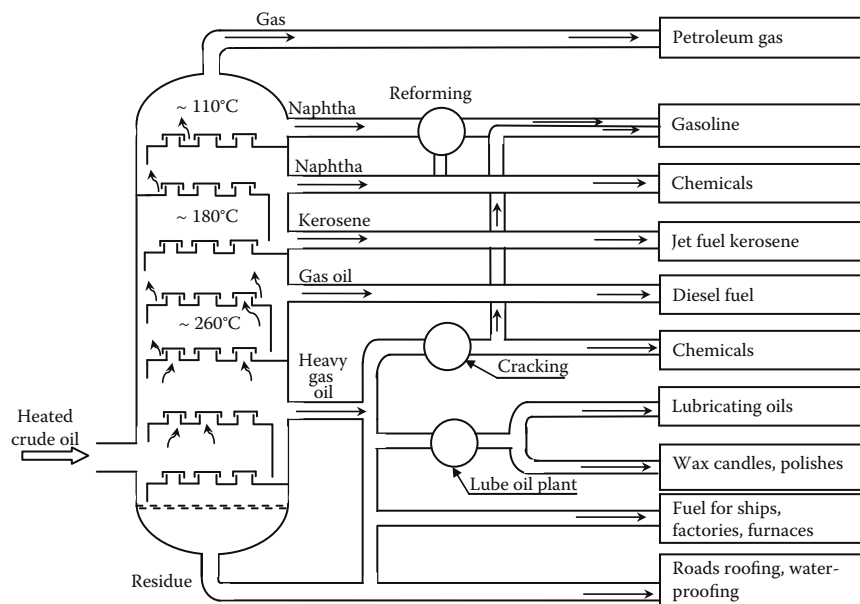 Gas
Petroleum gas
Reforming
~ 110°C
Naphtha
Gasoline
Naphtha
Chemicals
~ 180°C
Kerosene
Jet fuel kerosene
Gas oil
Diesel fuel
~ 260°C
Chemicals
Heavy
gas
oil
Cracking
Heated
crude oil
Lubricating oils
Wax candles, polishes
Lube oil plant
Fuel for ships,
factories, furnaces
Residue
Roads roofing, water-
proofing